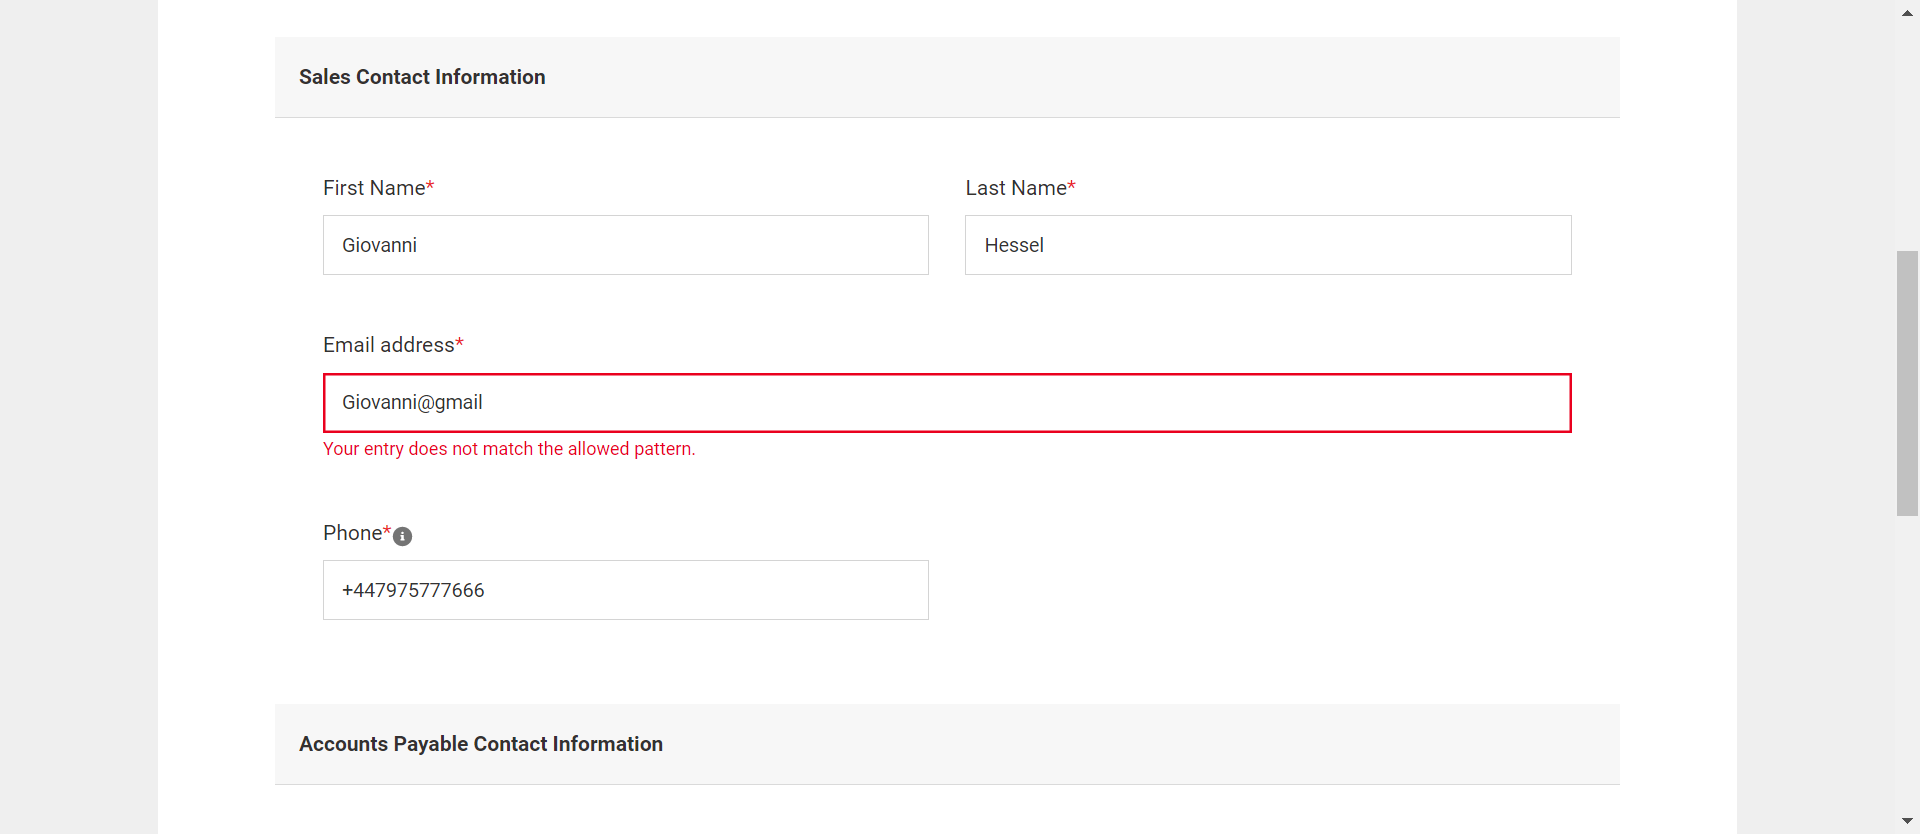 Sales Contact Information
First Name* Last Name*
Giovanni Hessel
Email address*
Giovanni@gmail
Your entry does not match the allowed pattern.
Phone*
+447975777666
Accounts Payable Contact Information